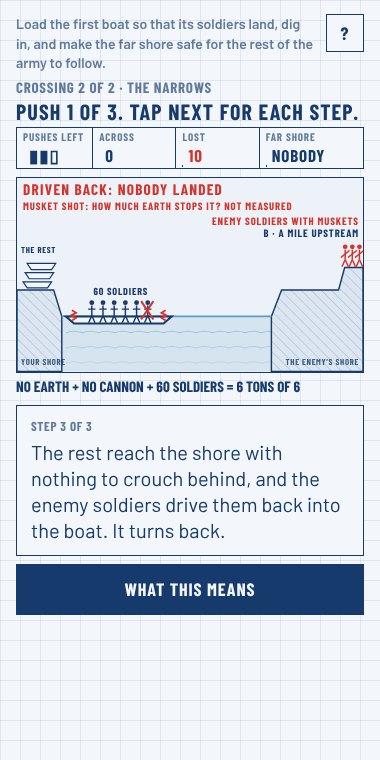 Load the first boat so that its soldiers land, dig
in, and make the far shore safe for the rest of the
army to follow.
?
CROSSING 2 OF 2 · THE NARROWS
PUSH 1 OF 3. TAP NEXT FOR EACH STEP.
PUSHES LEFT
ACROSS
0
LOST
10
FAR SHORE
NOBODY
DRIVEN BACK: NOBODY LANDED
MUSKET SHOT: HOW MUCH EARTH STOPS IT? NOT MEASURED
ENEMY SOLDIERS WITH MUSKETS
B · A MILE UPSTREAM
THE REST
60 SOLDIERS
YOUR SHORE
THE ENEMY'S SHORE
NO EARTH + NO CANNON + 60 SOLDIERS = 6 TONS OF 6
STEP 3 OF 3
The rest reach the shore with
nothing to crouch behind, and the
enemy soldiers drive them back into
the boat. It turns back.
WHAT THIS MEANS